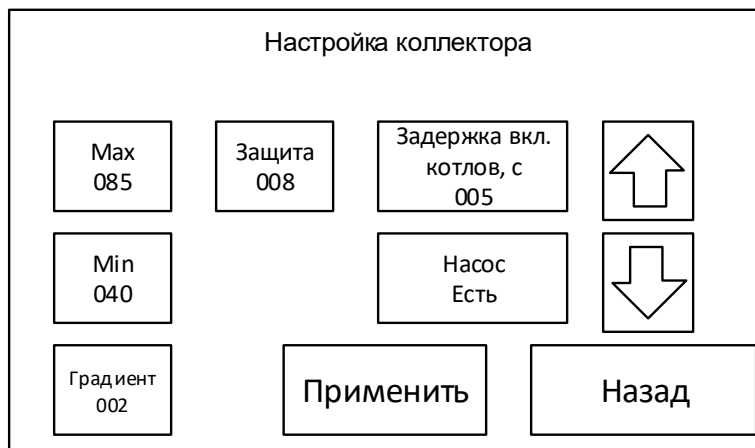 Настройка коллектора
Max
085
Защита
008
Задержка вкл.
котлов, с
005
Min
040
Насос
Есть
Градиент
002
Применить
Назад